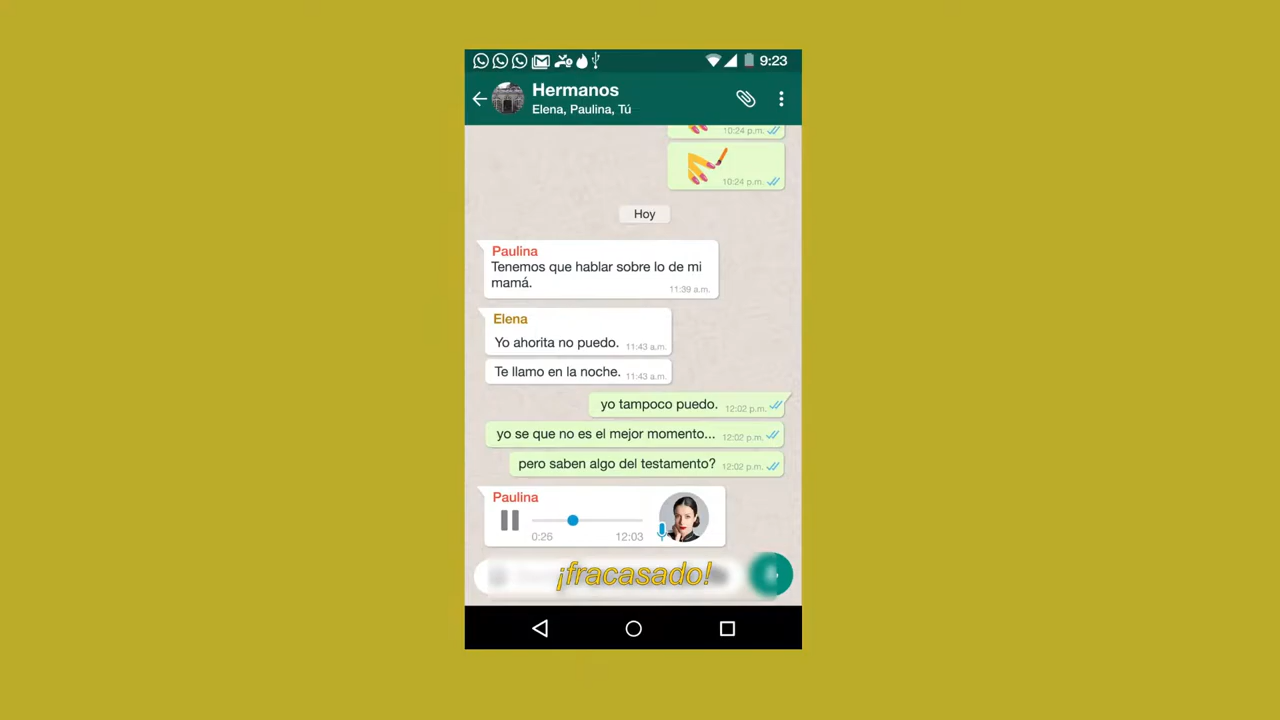 9:23
Hermanos
Elena, Paulina, Tú
10:24 p.m.
10:24 p.m.
Hoy
Paulina
Tenemos que hablar sobre lo de mi
mamá.
11:39 a.m.
Elena
Yo ahorita no puedo. 11:43 a.m.
Te llamo en la noche. 11:43 a.m.
yo tampoco puedo. 12:02 p.m.
yo se que no es el mejor momento... 12:02 p.m.
pero saben algo del testamento? 12:02 p.m.
Paulina
0:26 12:03
¡fracasado!